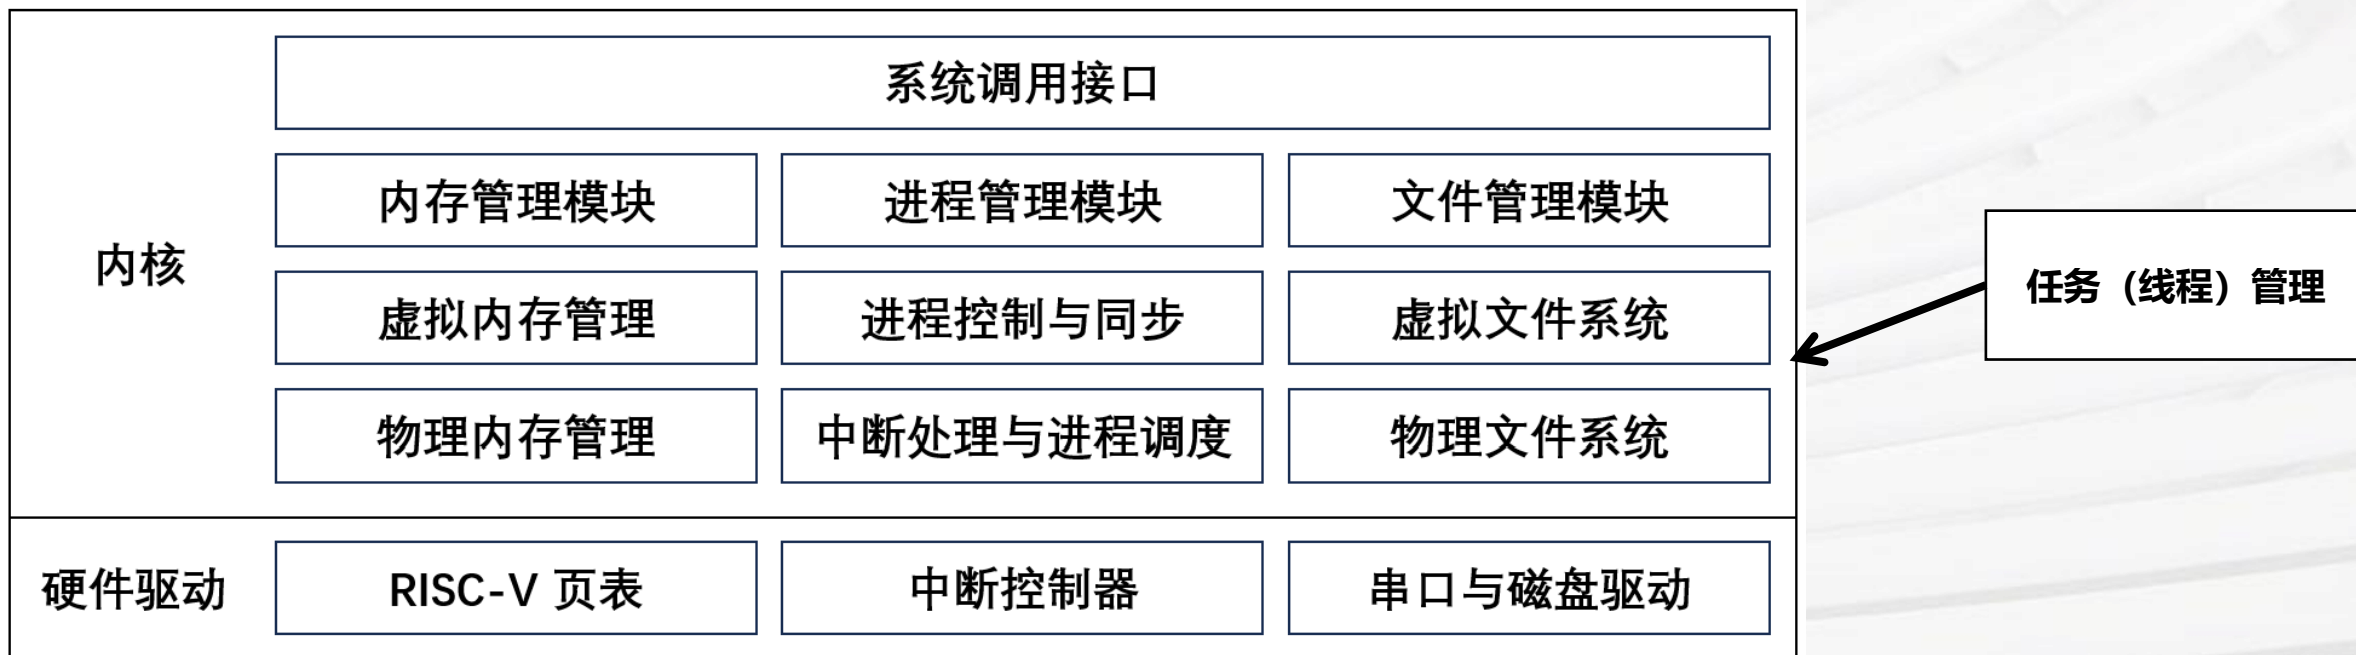 系统调用接口
内存管理模块
进程管理模块
文件管理模块
内核
虚拟内存管理
进程控制与同步
虚拟文件系统
任务（线程）管理
物理内存管理
中断处理与进程调度
物理文件系统
硬件驱动
RISC-V 页表
中断控制器
串口与磁盘驱动